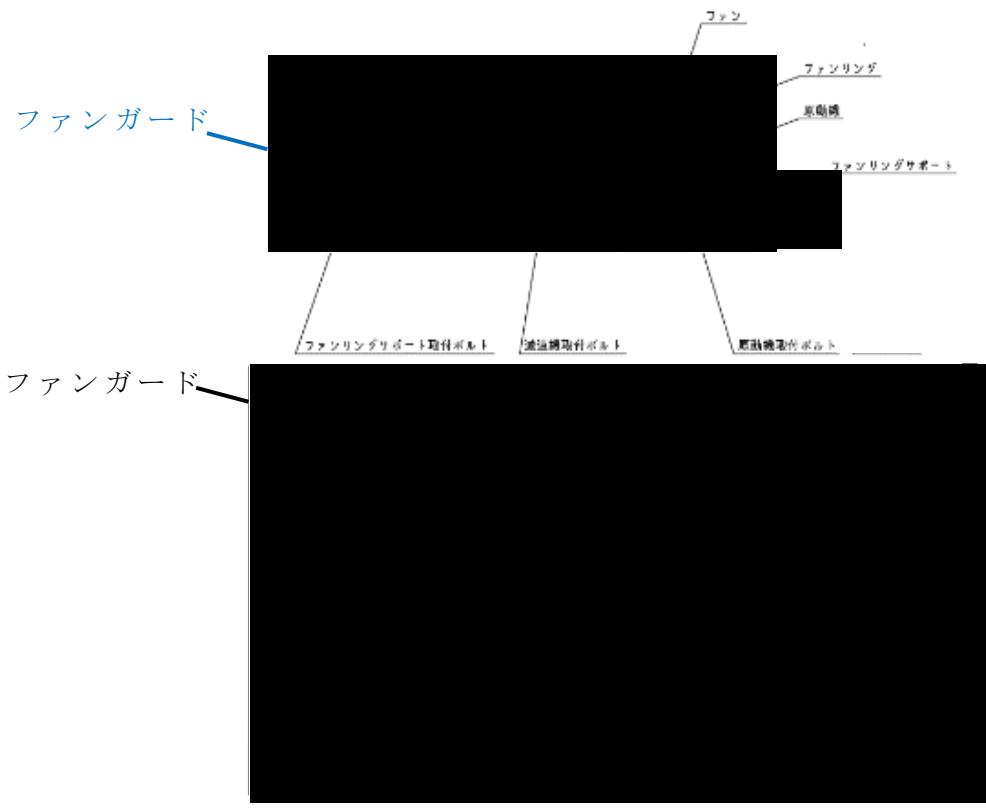 ファン
ファンリング
ファンガード
原動機
ファンリングサポート
ファンリングサポート取付ボルト
減速機取付ボルト
原動機取付ボルト
ファンガード